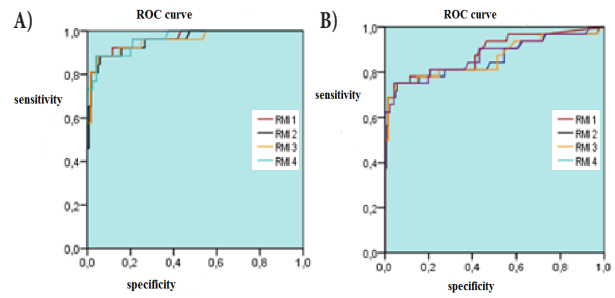 A)
ROC curve
1,0
0,8
0,6
0,4
0,2
0,0
sensitivity
RMI 1
RMI 2
RMI 3
RMI 4
0,0
0,2
0,4
0,6
0,8
1,0
specificity
B)
ROC curve
1,0
0,8
0,6
0,4
0,2
0,0
sensitivity
RMI 1
RMI 2
RMI 3
RMI 4
0,0
0,2
0,4
0,6
0,8
1,0
specificity